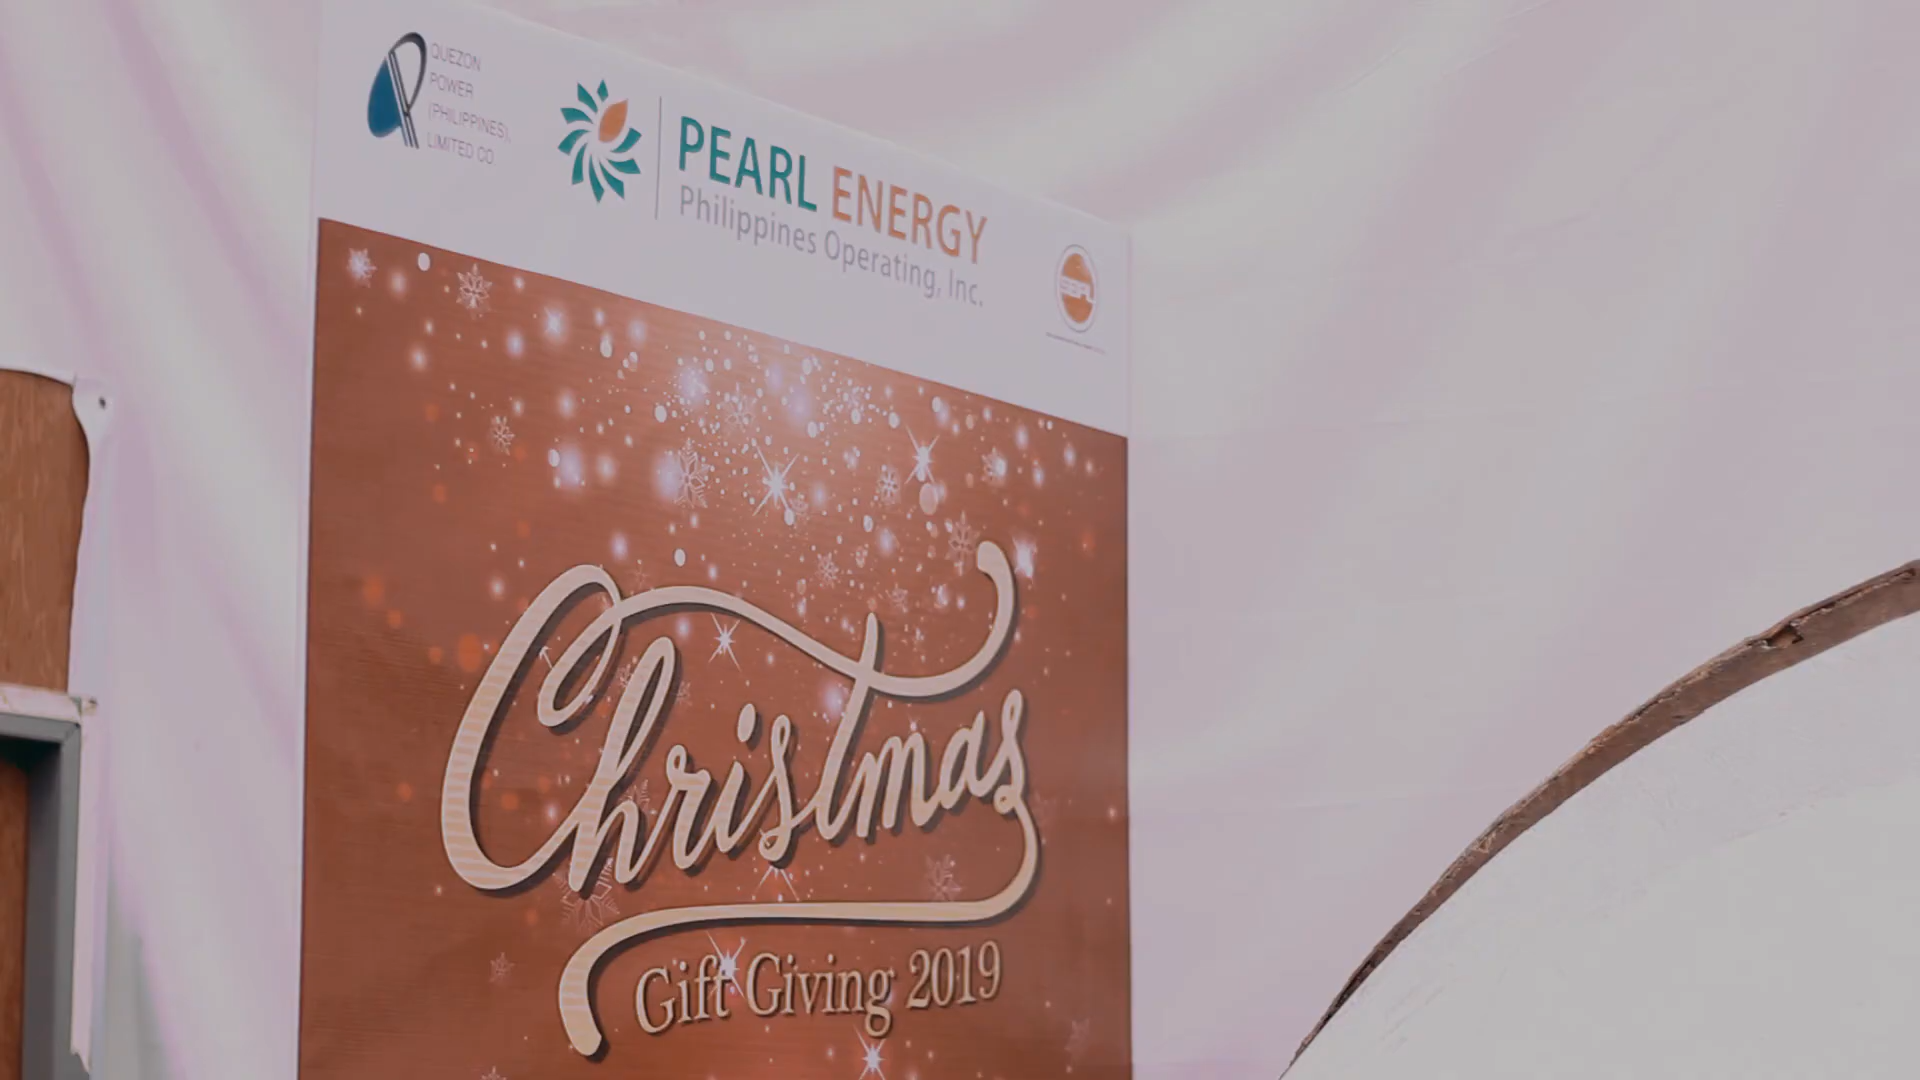 QUEZON
POWER
(PHILIPPINES),
LIMITED CO
PEARL ENERGY
Philippines Operating, Inc.
Christmas
Gift Giving 2019